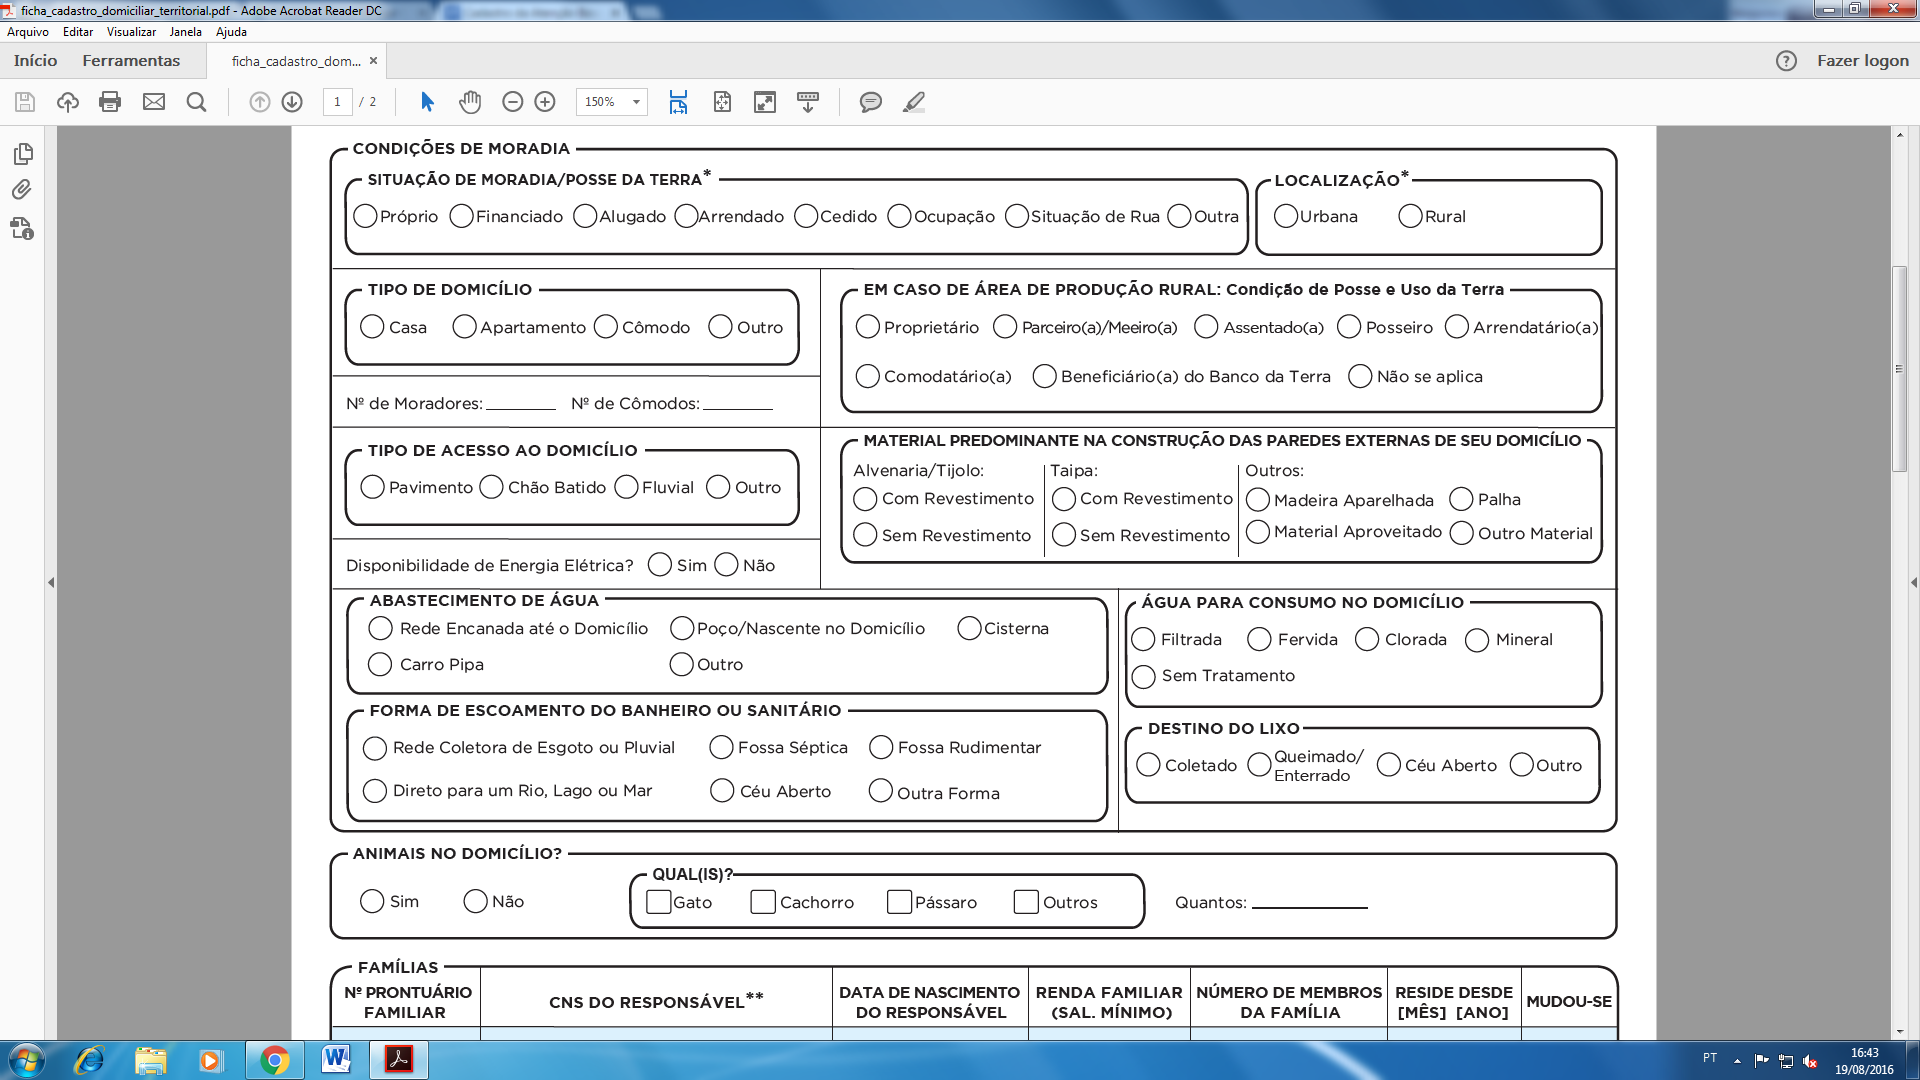 ficha_cadastro_domiciliar_territorial.pdf - Adobe Acrobat Reader DC
Arquivo Editar Visualizar Janela Ajuda
Início Ferramentas ficha_cadastro_dom... × Fazer logon
1 / 2 150%
CONDIÇÕES DE MORADIA
SITUAÇÃO DE MORADIA/POSSE DA TERRA* LOCALIZAÇÃO*
Próprio Financiado Alugado Arrendado Cedido Ocupação Situação de Rua Outra Urbana Rural
TIPO DE DOMICÍLIO EM CASO DE ÁREA DE PRODUÇÃO RURAL: Condição de Posse e Uso da Terra
Casa Apartamento Cômodo Outro Proprietário Parceiro(a)/Meeiro(a) Assentado(a) Posseiro Arrendatário(a)
Comodatário(a) Beneficiário(a) do Banco da Terra Não se aplica
Nº de Moradores: Nº de Cômodos:
TIPO DE ACESSO AO DOMICÍLIO MATERIAL PREDOMINANTE NA CONSTRUÇÃO DAS PAREDES EXTERNAS DE SEU DOMICÍLIO
Alvenaria/Tijolo: Taipa: Outros:
Pavimento Chão Batido Fluvial Outro Com Revestimento Com Revestimento Madeira Aparelhada Palha
Sem Revestimento Sem Revestimento Material Aproveitado Outro Material
Disponibilidade de Energia Elétrica? Sim Não
ABASTECIMENTO DE ÁGUA ÁGUA PARA CONSUMO NO DOMICÍLIO
Rede Encanada até o Domicílio Poço/Nascente no Domicílio Cisterna Filtrada Fervida Clorada Mineral
Carro Pipa Outro Sem Tratamento
FORMA DE ESCOAMENTO DO BANHEIRO OU SANITÁRIO DESTINO DO LIXO
Rede Coletora de Esgoto ou Pluvial Fossa Séptica Fossa Rudimentar Coletado Queimado/ Enterrado Céu Aberto Outro
Direto para um Rio, Lago ou Mar Céu Aberto Outra Forma
ANIMAIS NO DOMICÍLIO?
QUAL(IS)?
Sim Não Gato Cachorro Pássaro Outros Quantos:
FAMÍLIAS
Nº PRONTUÁRIO FAMILIAR CNS DO RESPONSÁVEL** DATA DE NASCIMENTO DO RESPONSÁVEL RENDA FAMILIAR (SAL. MÍNIMO) NÚMERO DE MEMBROS DA FAMÍLIA RESIDE DESDE [MÊS] [ANO] MUDOU-SE
PT 16:43
19/08/2016